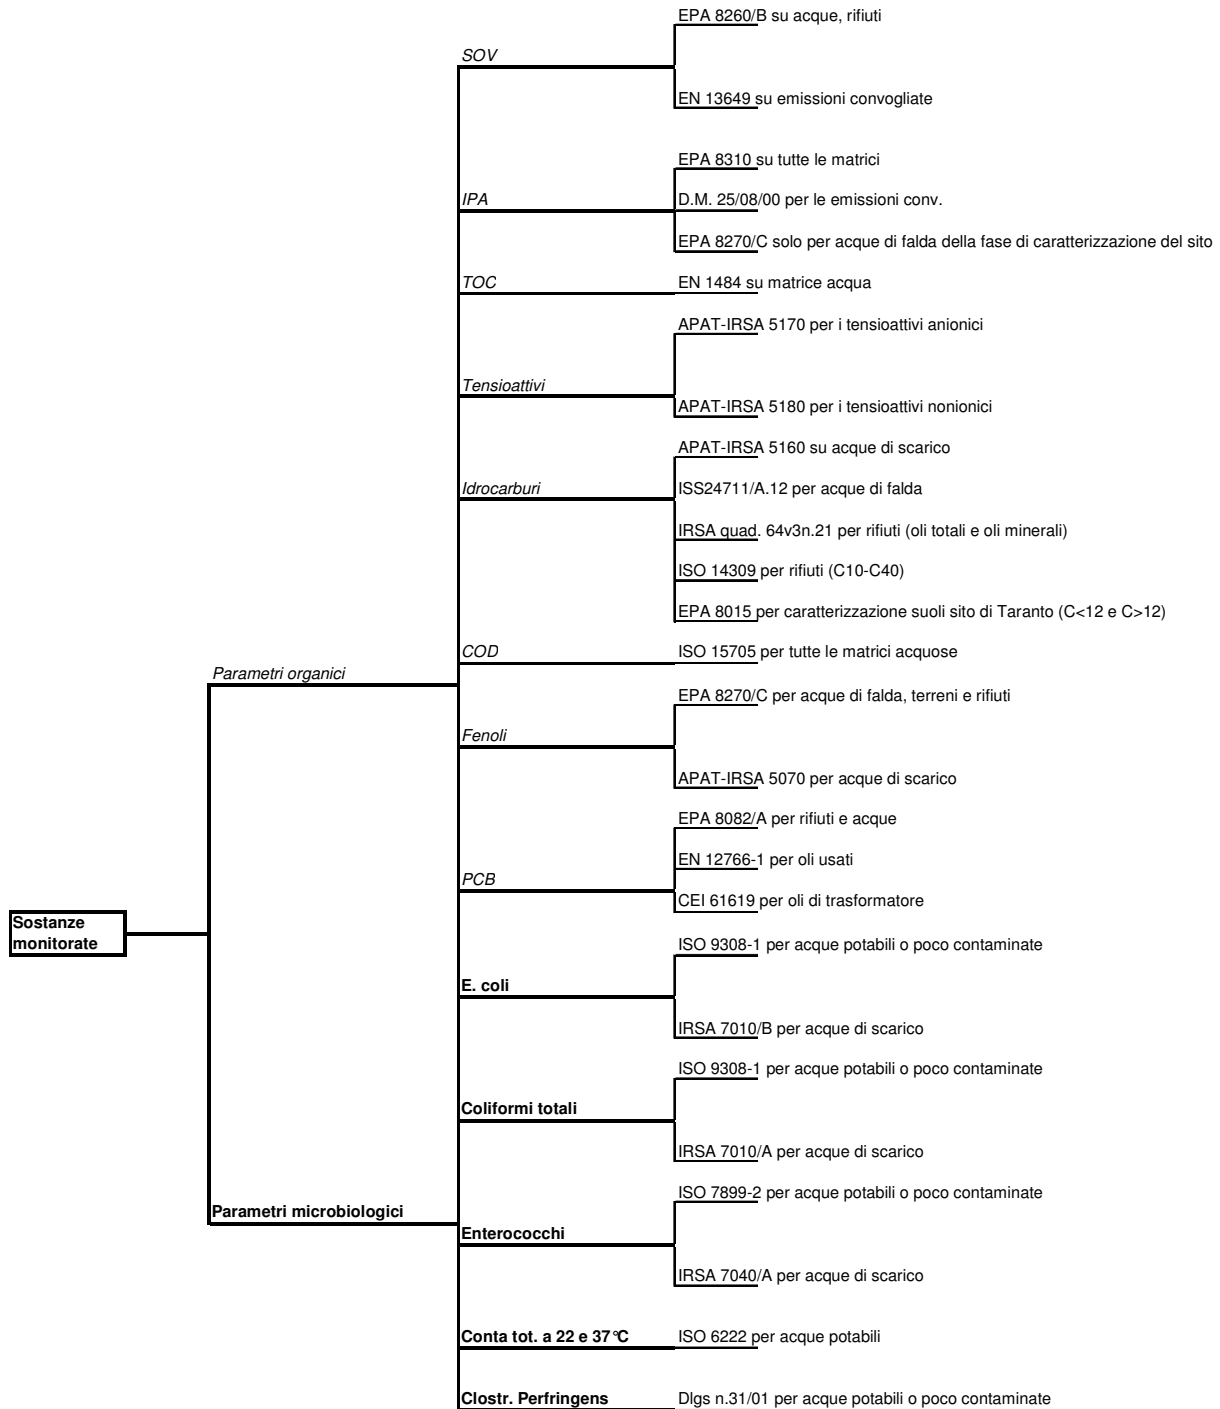 EPA 8260/B su acque, rifiuti
SOV
EN 13649 su emissioni convogliate
EPA 8310 su tutte le matrici
IPA
D.M. 25/08/00 per le emissioni conv.
EPA 8270/C solo per acque di falda della fase di caratterizzazione del sito
TOC
EN 1484 su matrice acqua
APAT-IRSA 5170 per i tensioattivi anionici
Tensioattivi
APAT-IRSA 5180 per i tensioattivi nonionici
APAT-IRSA 5160 su acque di scarico
Idrocarburi
ISS24711/A.12 per acque di falda
IRSA quad. 64v3n.21 per rifiuti (oli totali e oli minerali)
ISO 14309 per rifiuti (C10-C40)
EPA 8015 per caratterizzazione suoli sito di Taranto (C<12 e C>12)
COD
ISO 15705 per tutte le matrici acquose
Parametri organici
EPA 8270/C per acque di falda, terreni e rifiuti
Fenoli
APAT-IRSA 5070 per acque di scarico
EPA 8082/A per rifiuti e acque
EN 12766-1 per oli usati
PCB
CEI 61619 per oli di trasformatore
Sostanze
monitorate
ISO 9308-1 per acque potabili o poco contaminate
E. coli
IRSA 7010/B per acque di scarico
ISO 9308-1 per acque potabili o poco contaminate
Coliformi totali
IRSA 7010/A per acque di scarico
ISO 7899-2 per acque potabili o poco contaminate
Parametri microbiologici
Enterococchi
IRSA 7040/A per acque di scarico
Conta tot. a 22 e 37°C
ISO 6222 per acque potabili
Clostr. Perfringens
Dlgs n.31/01 per acque potabili o poco contaminate